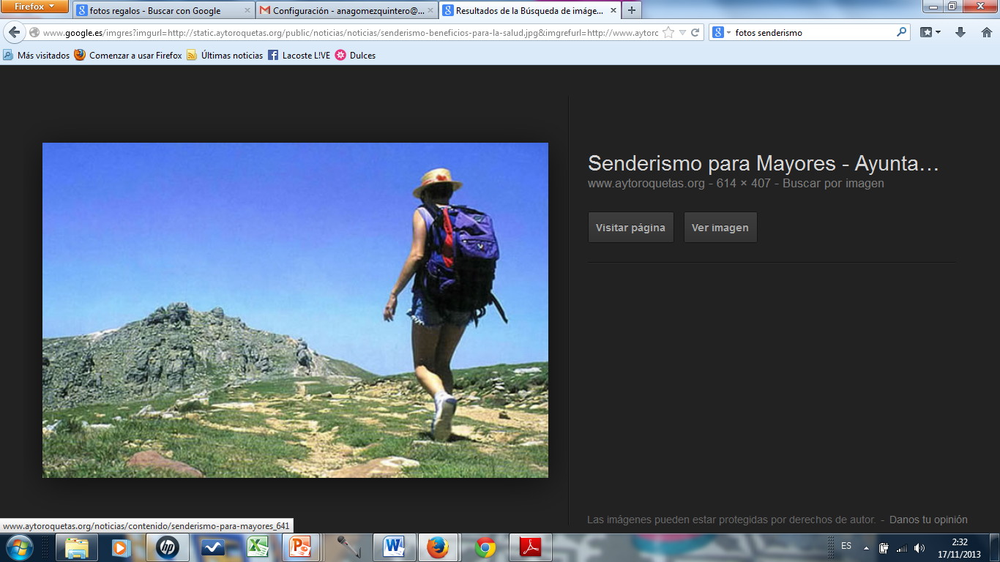 Firefox
fotos regalos - Buscar con Google
Configuración - anagomezquintero@...
Resultados de la Búsqueda de imáge...
www.google.es/imgres?imgurl=http://static.aytoroquetas.org/public/noticias/noticias/senderismo-beneficios-para-la-salud.jpg&imgrefurl=http://www.aytorc
fotos senderismo
Más visitados
Comenzar a usar Firefox
Últimas noticias
Lacoste L!VE
Dulces
Senderismo para Mayores - Ayunta…
www.aytoroquetas.org - 614 × 407 - Buscar por imagen
Visitar página
Ver imagen
Las imágenes pueden estar protegidas por derechos de autor. - Danos tu opinión
www.aytoroquetas.org/noticias/contenido/senderismo-para-mayores_641
ES
2:32
17/11/2013